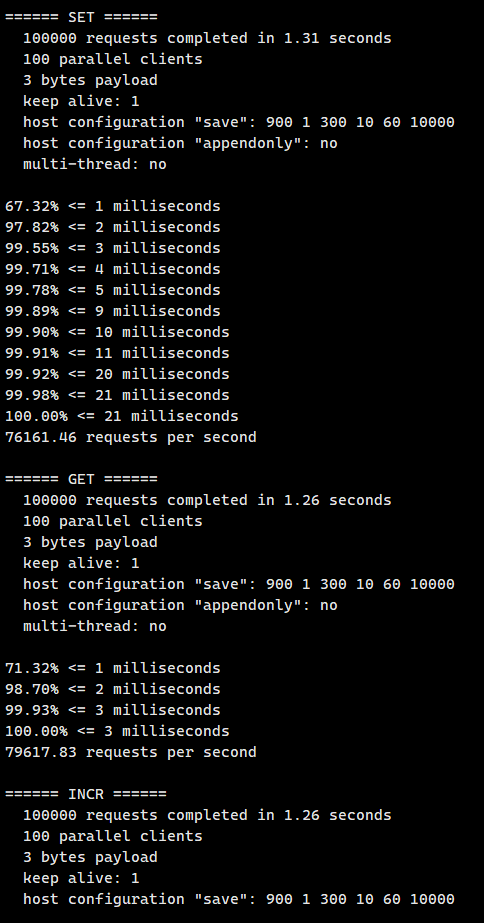 ====== SET ======
  100000 requests completed in 1.31 seconds
  100 parallel clients
  3 bytes payload
  keep alive: 1
  host configuration "save": 900 1 300 10 60 10000
  host configuration "appendonly": no
  multi-thread: no

67.32% <= 1 milliseconds
97.82% <= 2 milliseconds
99.55% <= 3 milliseconds
99.71% <= 4 milliseconds
99.78% <= 5 milliseconds
99.89% <= 9 milliseconds
99.90% <= 10 milliseconds
99.91% <= 11 milliseconds
99.92% <= 20 milliseconds
99.98% <= 21 milliseconds
100.00% <= 21 milliseconds
76161.46 requests per second

====== GET ======
  100000 requests completed in 1.26 seconds
  100 parallel clients
  3 bytes payload
  keep alive: 1
  host configuration "save": 900 1 300 10 60 10000
  host configuration "appendonly": no
  multi-thread: no

71.32% <= 1 milliseconds
98.70% <= 2 milliseconds
99.93% <= 3 milliseconds
100.00% <= 3 milliseconds
79617.83 requests per second

====== INCR ======
  100000 requests completed in 1.26 seconds
  100 parallel clients
  3 bytes payload
  keep alive: 1
  host configuration "save": 900 1 300 10 60 10000